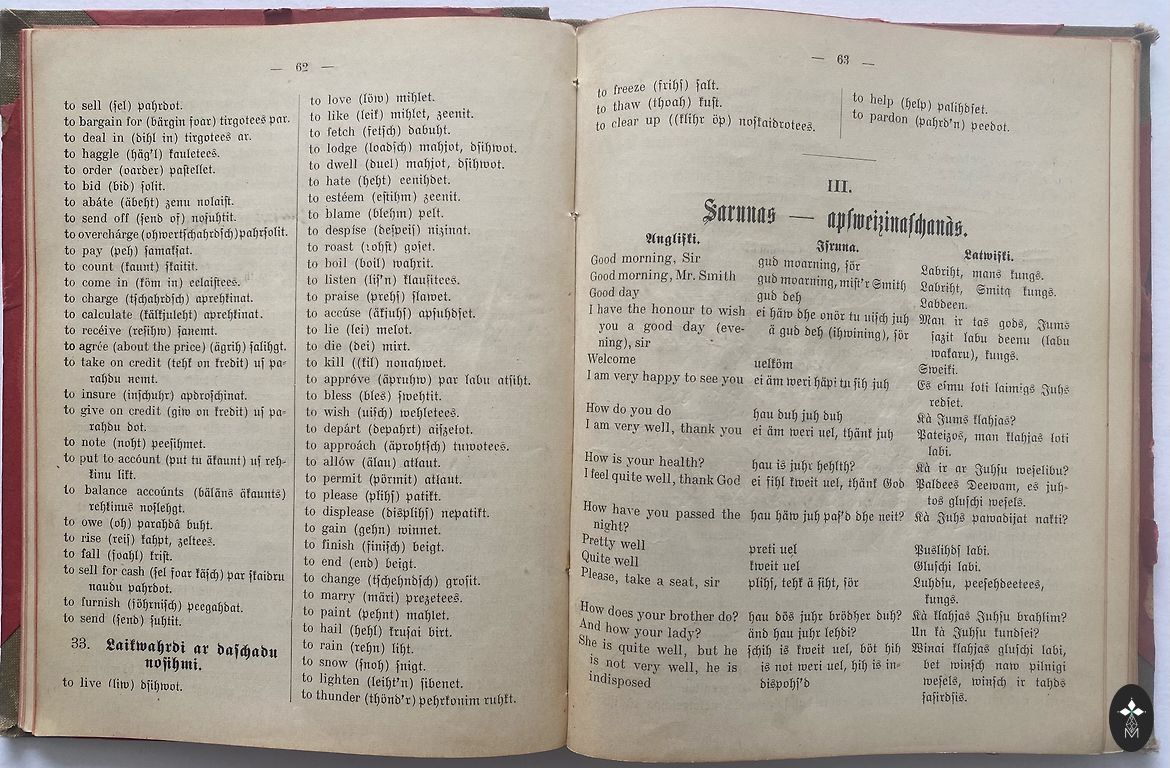 — 62 —
to sell (ſel) pahrdot.
to bargain for (bärgin ſoar) tirgotees par.
to deal in (dihl in) tirgotees ar.
to haggle (häg'l) kauletees.
to order (oarder) paſtellet.
to bid (bid) ſolit.
to abáte (äbeht) zenu nolaiſt.
to send off (ſend of) noſuhtit.
to overchárge (ohwertſchahrdſch) pahrſolit.
to pay (peh) ſamakſat.
to count (kaunt) ſkaitit.
to come in (köm in) eelaiſtees.
to charge (tſchahrdſch) aprehkinat.
to calculate (kälkjuleht) aprehkinat.
to recéive (reſihw) ſanemt.
to agrée (about the price) (ägrih) ſalihgt.
to take on credit (tehk on kredit) uſ pa-
rahdu nemt.
to insure (inſchuhr) apdroſchinat.
to give on credit (giw on kredit) uſ pa-
rahdu dot.
to note (noht) peeſihmet.
to put to accóunt (put tu äkaunt) uſ reh-
ķinu likt.
to balance accoúnts (bäläns äkaunts)
rehķinus noſlehgt.
to owe (oh) parahdâ buht.
to rise (reiſ) kahpt, zeltees.
to fall (foahl) kriſt.
to sell for cash (ſel foar käſch) par ſkaidru
naudu pahrdot.
to furnish (föhrniſch) peegahdat.
to send (ſend) ſuhtit.
33. Laikwahrdi ar daſchadu
noſihmi.
to live (liw) dſihwot.
to love (löw) mihlet.
to like (leik) mihlet, zeenit.
to fetch (fetſch) dabuht.
to lodge (loadſch) mahjot, dſihwot.
to dwell (duel) mahjot, dſihwot.
to hate (heht) eenihdet.
to estéem (eſtihm) zeenit.
to blame (blehm) pelt.
to despíse (deſpeiſ) nizinat.
to roast (rohſt) zeket.
to boil (boil) wahrit.
to listen (liſ'n) klauſitees.
to praise (prehſ) ſlawet.
to accúse (äkjuhſ) apſuhdſet.
to lie (lei) melot.
to die (dei) mirt.
to kill ((kil) nonahwet.
to appróve (äpruhw) par labu atſiht.
to bless (bleſ) ſwehtit.
to wish (uiſch) wehletees.
to depárt (depahrt) aiſzelot.
to approách (äprohtſch) tuwotees.
to allów (älau) atļaut.
to permit (pörmit) atļaut.
to please (plihſ) patikt.
to displease (displihſ) nepatikt.
to gain (gehn) winnet.
to finish (finiſch) beigt.
to end (end) beigt.
to change (tſchehndſch) groſit.
to marry (märi) prezetees.
to paint (pehnt) mahlet.
to hail (hehl) kruſai birt.
to rain (rehn) liht.
to snow (ſnoh) ſnigt.
to lighten (leiht'n) ſibenet.
to thunder (thönd'r) pehrkonim ruhkt.
— 63 —
to freeze (frihſ) ſalt.
to thaw (thoah) kuſt.
to clear up ((klihr öp) noſkaidrotees.
to help (help) palihdſet.
to pardon (pahrd'n) peedot.
III.
Sarunas — apſweizinaſchanàs.
Angliſki. Iſruna. Latwiſki.
Good morning, Sir gud moarning, ſör Labriht, mans kungs.
Good morning, Mr. Smith gud moarning, miſt'r Smith Labriht, Smita kungs.
Good day gud deh Labdeen.
I have the honour to wish ei häw dhe onör tu uiſch juh Man ir tas gods, Jums
you a good day (eve- ä gud deh (ihwining), ſör ſazit labu deenu (labu
ning), sir wakaru), kungs.
Welcome uelköm Sweiki.
I am very happy to see you ei äm weri häpi tu ſih juh Es eſmu loti laimigs Juhs
redſet.
How do you do hau duh juh duh Kà Jums klahjas?
I am very well, thank you ei äm weri uel, thänk juh Pateizos, man klahjas loti
labi.
How is your health? hau is juhr hehlth? Kà ir ar Juhſu weſelibu?
I feel quite well, thank God ei fihl kweit uel, thänk God Paldees Deewam, es juh-
tos gluſchi weſels.
How have you passed the hau häw juh paſ'd dhe neit? Kà Juhs pawadijat nakti?
night?
Pretty well preti uel Puslihdſ labi.
Quite well kweit uel Gluſchi labi.
Please, take a seat, sir plihſ, tehk ä ſiht, ſör Luhdſu, peeſehdeetees,
kungs.
How does your brother do? hau dös juhr brödher duh? Kà klahjas Juhſu brahlim?
And how your lady? änd hau juhr lehdi? Un kà Juhſu kundſei?
She is quite well, but he ſchih is kweit uel, böt hih Winai klahjas gluſchi labi,
is not very well, he is is not weri uel, hih is in- bet winſch naw pilnigi
indisposed dispohſ'd weſels, winſch ir tahds
ſaſirdſis.
M